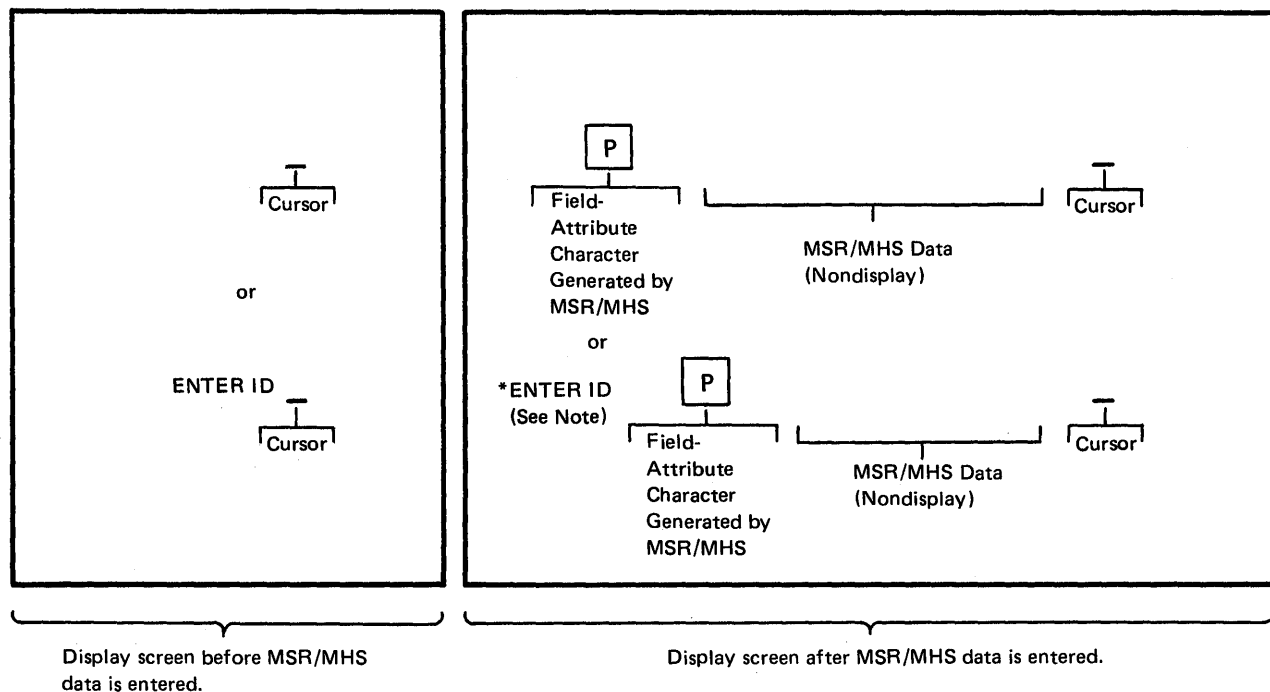 Cursor
or
ENTER ID
Cursor
Display screen before MSR/MHS
data is entered.
P
Field-
Attribute
Character
Generated by
MSR/MHS
MSR/MHS Data
(Nondisplay)
Cursor
or
*ENTER ID
(See Note)
P
Field-
Attribute
Character
Generated by
MSR/MHS
MSR/MHS Data
(Nondisplay)
Cursor
Display screen after MSR/MHS data is entered.